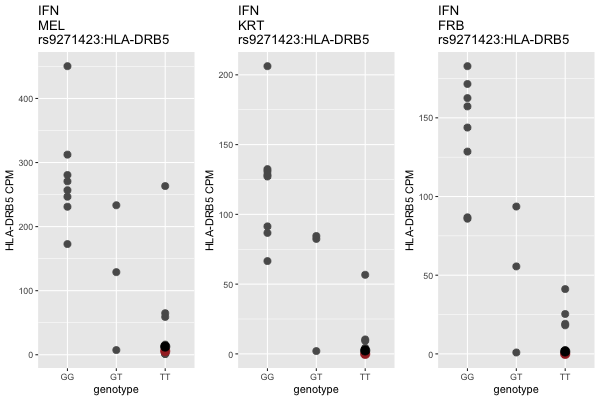 IFN
MEL
rs9271423:HLA-DRB5
HLA-DRB5 CPM
400
300
200
100
0
GG GT TT
genotype
IFN
KRT
rs9271423:HLA-DRB5
HLA-DRB5 CPM
200
150
100
50
0
GG GT TT
genotype
IFN
FRB
rs9271423:HLA-DRB5
HLA-DRB5 CPM
150
100
50
0
GG GT TT
genotype